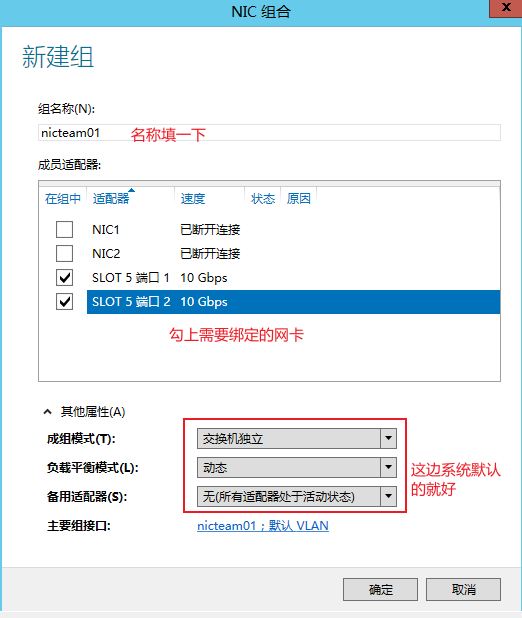 NIC 组合
X
新建组
组名称(N):
nicteam01 名称填一下
成员适配器:
在组中 适配器 速度 状态 原因
NIC1 已断开连接
NIC2 已断开连接
SLOT 5 端口 1 10 Gbps
SLOT 5 端口 2 10 Gbps
勾上需要绑定的网卡
其他属性(A)
成组模式(T): 交换机独立
负载平衡模式(L): 动态
备用适配器(S): 无(所有适配器处于活动状态)
这边系统默认
的就好
主要组接口: nicteam01；默认 VLAN
确定 取消